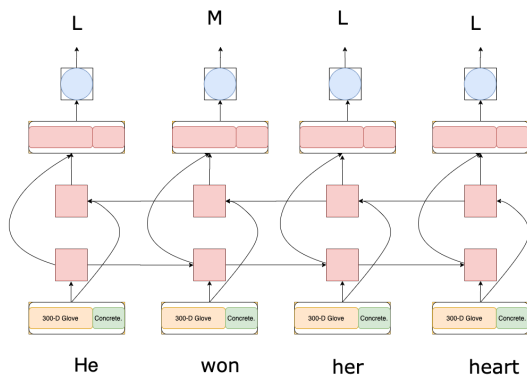 L M L L
300-D Glove Concrete. 300-D Glove Concrete. 300-D Glove Concrete. 300-D Glove Concrete.
He won her heart